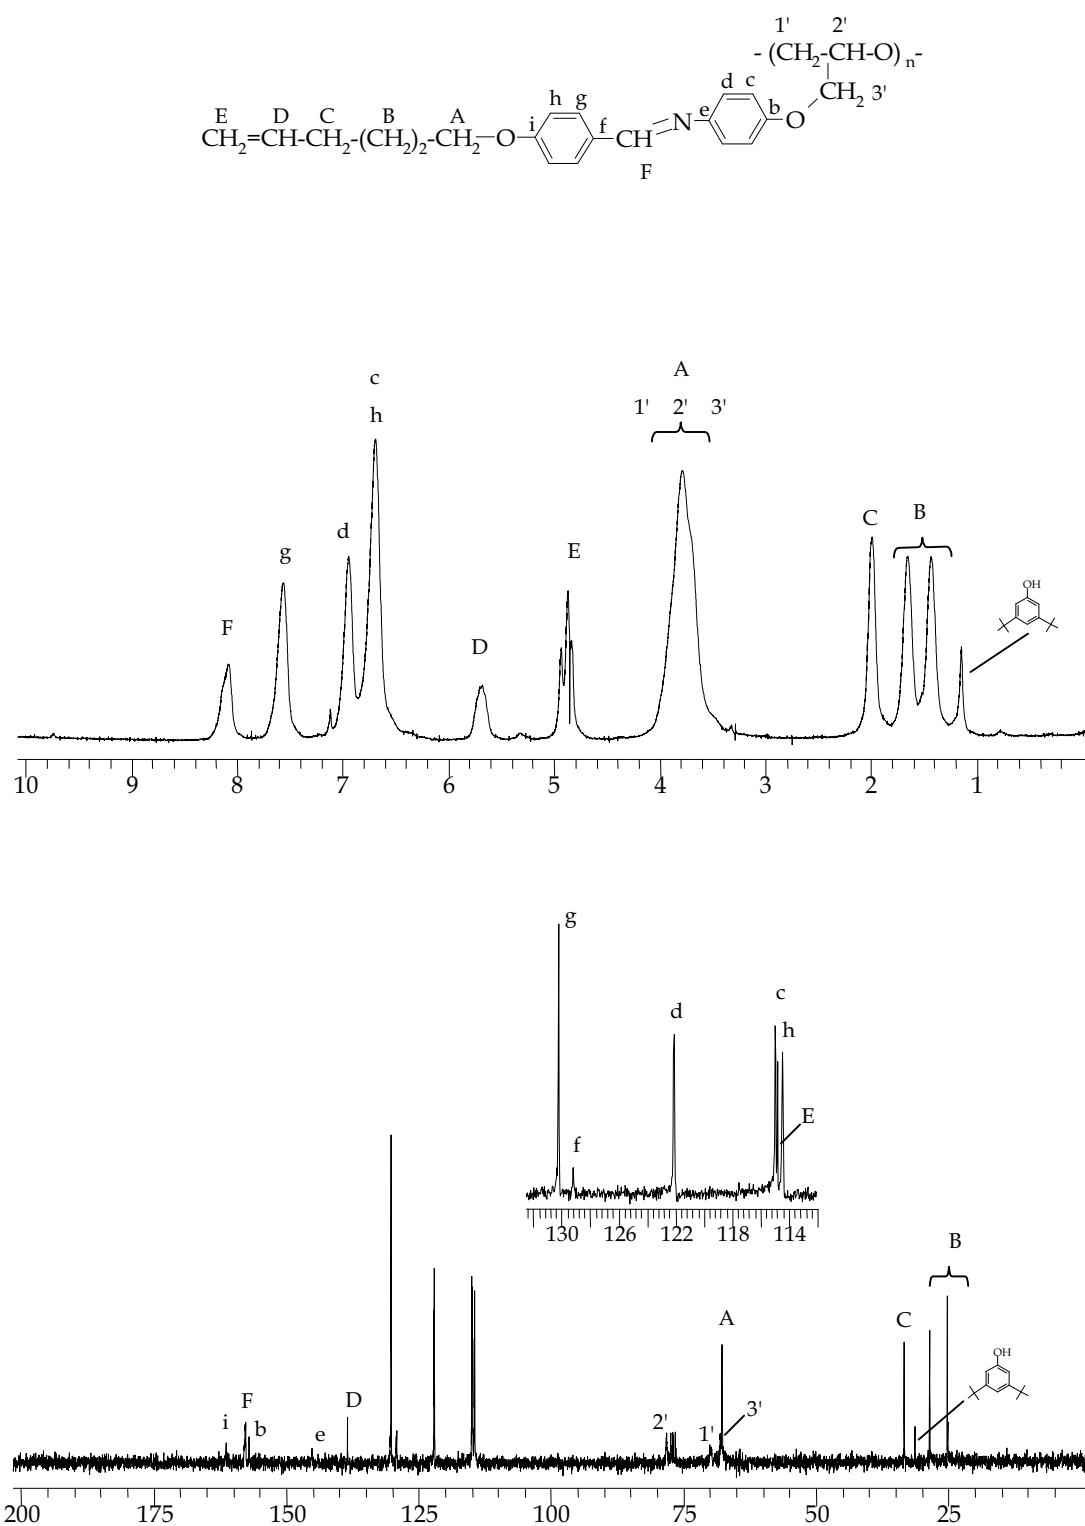 1' 2'
- (CH2-CH-O)n-
CH2 3'
d c
e b
O
h g
E D C B A
i f
CH2=CH-CH2-(CH2)2-CH2-O CH N
F
A
c
h
1' 2' 3'
C B
d
g
E
OH
F
D
10 9 8 7 6 5 4 3 2 1
g
c
d
h
E
f
130 126 122 118 114
B
A
C
OH
F D
i b e
2' 1' 3'
200 175 150 125 100 75 50 25